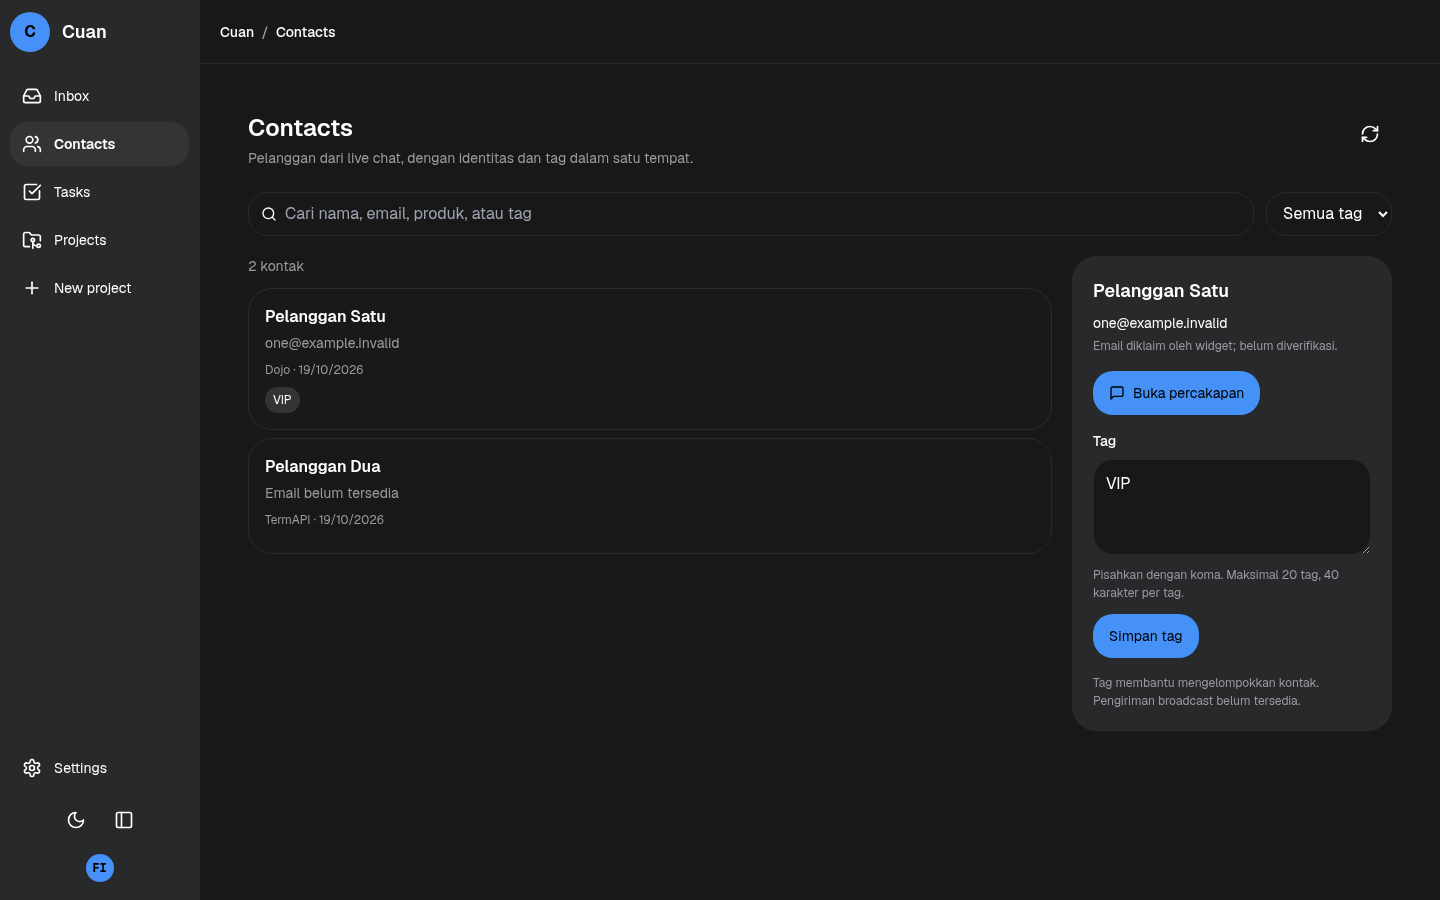 C
Cuan
Inbox
Contacts
Tasks
Projects
New project
Settings
FI
Cuan / Contacts
Contacts
Pelanggan dari live chat, dengan identitas dan tag dalam satu tempat.
Cari nama, email, produk, atau tag
Semua tag
2 kontak
Pelanggan Satu
one@example.invalid
Dojo · 19/10/2026
VIP
Pelanggan Dua
Email belum tersedia
TermAPI · 19/10/2026
Pelanggan Satu
one@example.invalid
Email diklaim oleh widget; belum diverifikasi.
Buka percakapan
Tag
VIP
Pisahkan dengan koma. Maksimal 20 tag, 40
karakter per tag.
Simpan tag
Tag membantu mengelompokkan kontak.
Pengiriman broadcast belum tersedia.